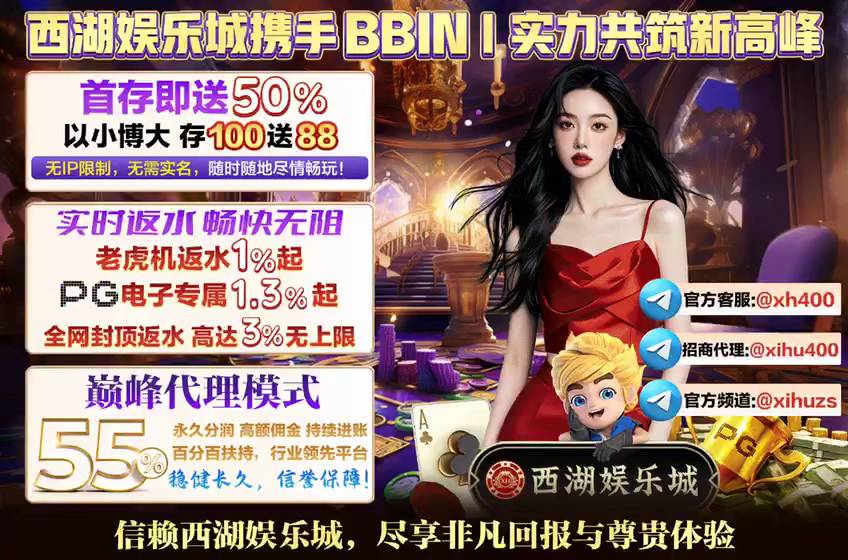 西湖娱乐城携手BBIN|实力共筑新高峰
首存即送50%
以小博大 存100送88
无IP限制，无需实名，随时随地尽情畅玩！
实时返水 畅快无阻
老虎机返水1%起
PG电子专属1.3%起
全网封顶返水 高达3%无上限
巅峰代理模式
55%
永久分润 高额佣金 持续进账
百分百扶持，行业领先平台
稳健长久，信誉保障!
官方客服:@xh400
招商代理:@xihu400
官方频道:@xihuzs
A
XH
西湖娱乐城
PG
信赖西湖娱乐城，尽享非凡回报与尊贵体验